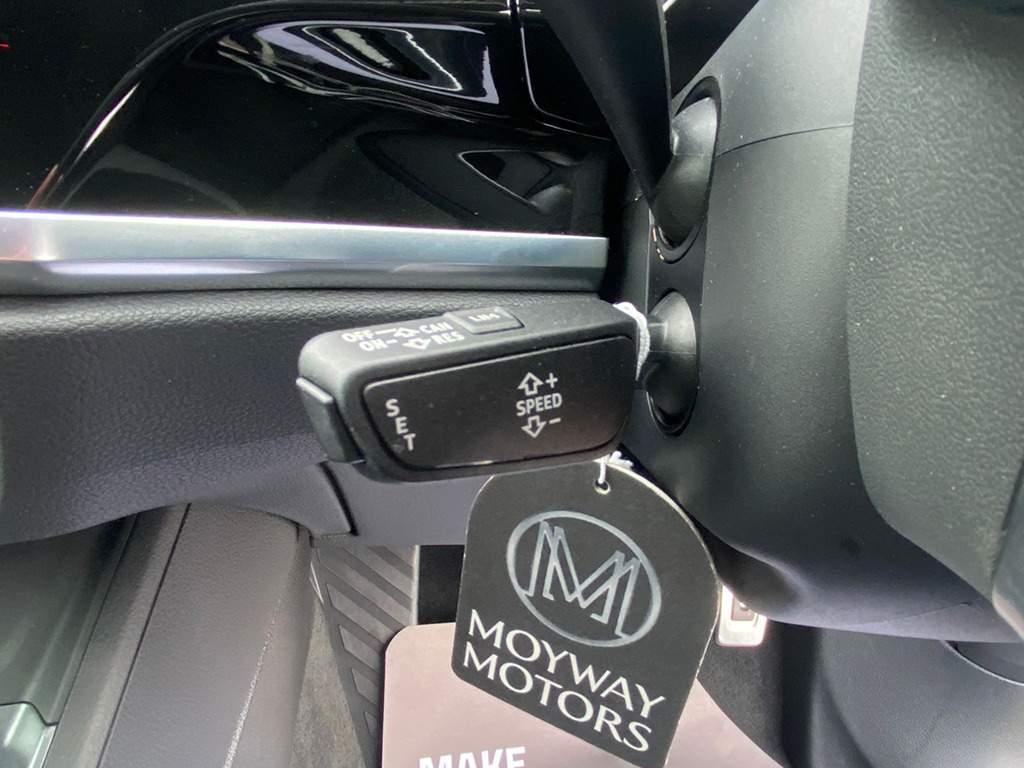 OFF CAN LIM
ON RES
SET
+
SPEED
-
MOYWAY
MOTORS
MAKE